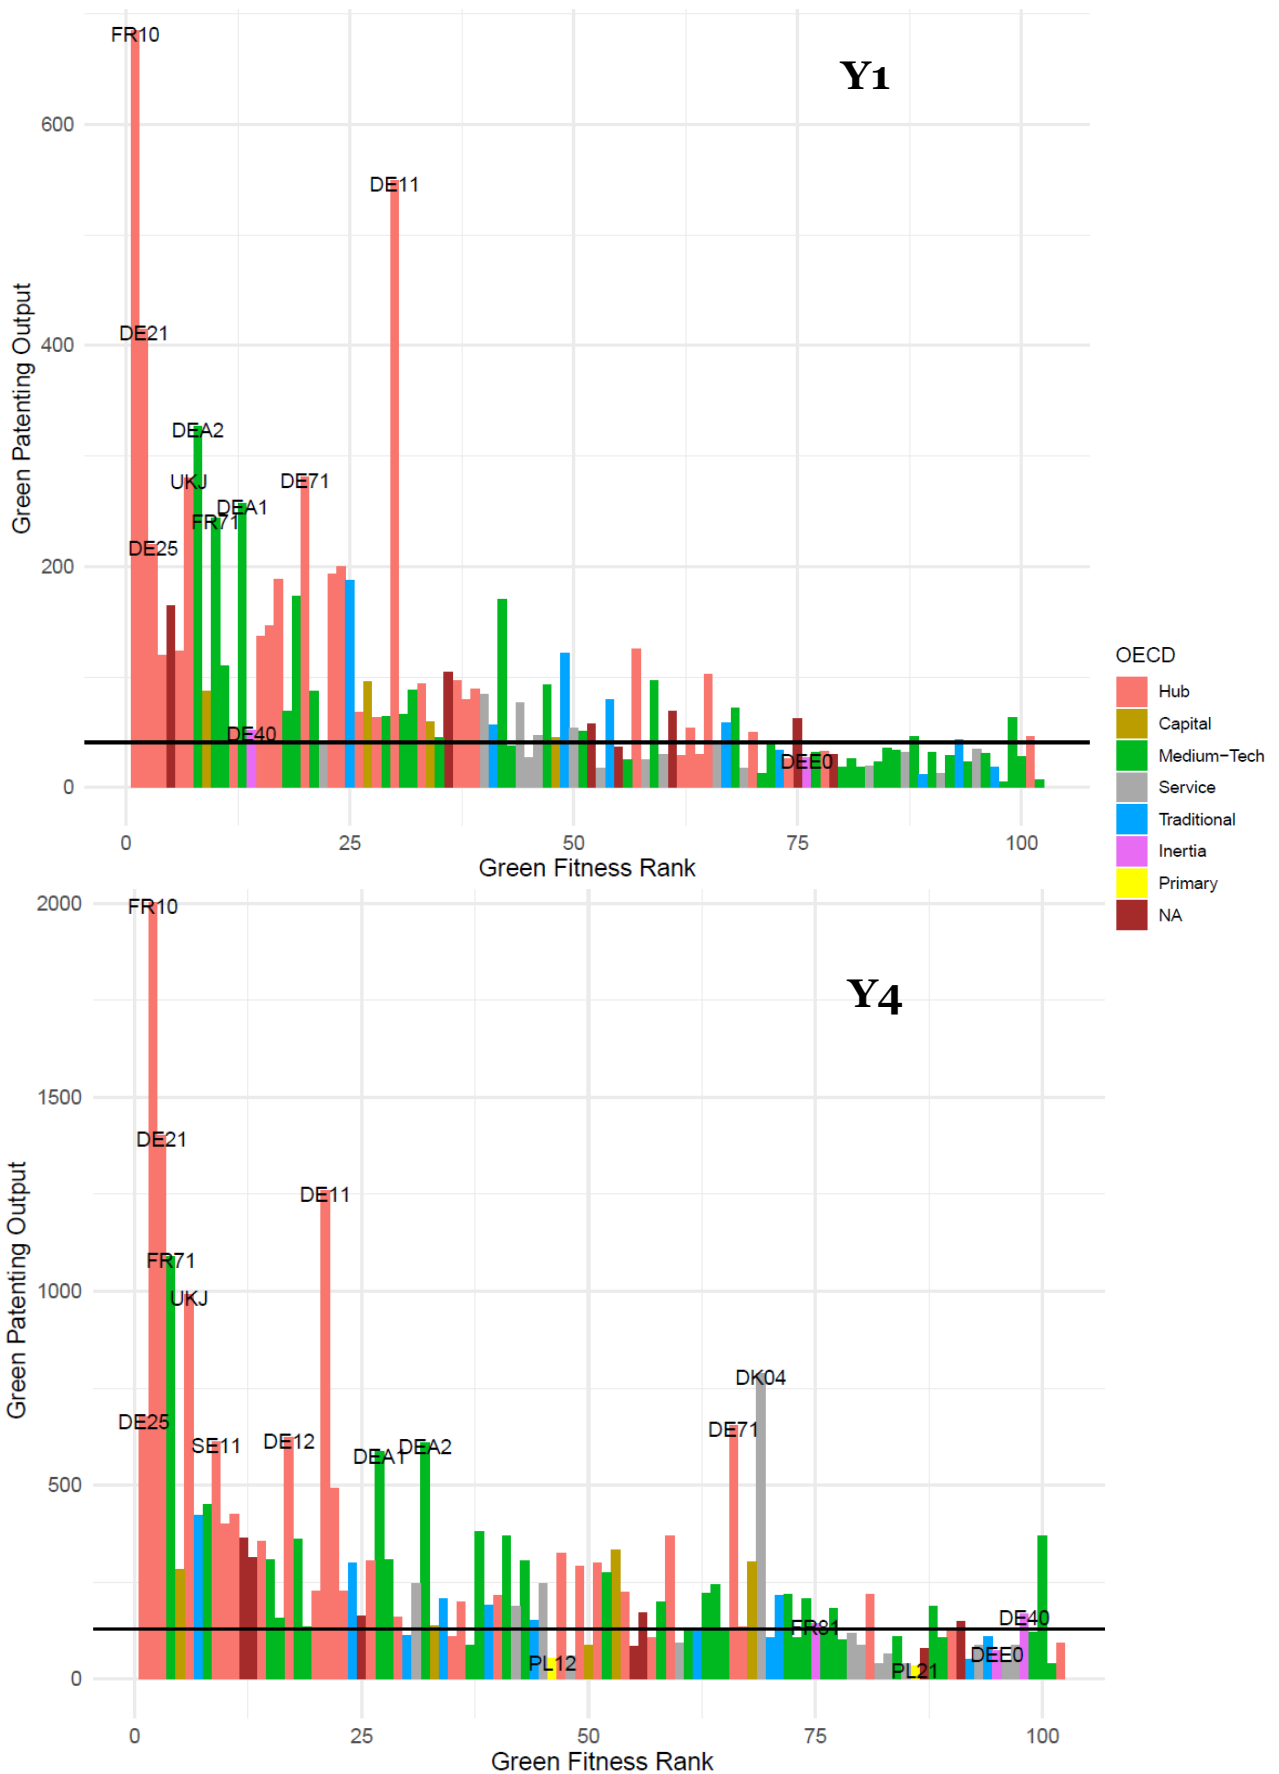 Y1
Green Patenting Output
600
400
200
0
FR10
DE21
DE25
UKJ
DEA2
FR71
DEA1
DE40
DE71
DE11
DEE0
0 25 50 75 100
Green Fitness Rank
OECD
Hub
Capital
Medium−Tech
Service
Traditional
Inertia
Primary
NA
Y4
Green Patenting Output
2000
1500
1000
500
0
FR10
DE21
FR71
UKJ
DE25
SE11
DE12
DE11
DEA1
DEA2
DK04
DE71
PL12
FR81
PL21
DEE0
DE40
0 25 50 75 100
Green Fitness Rank